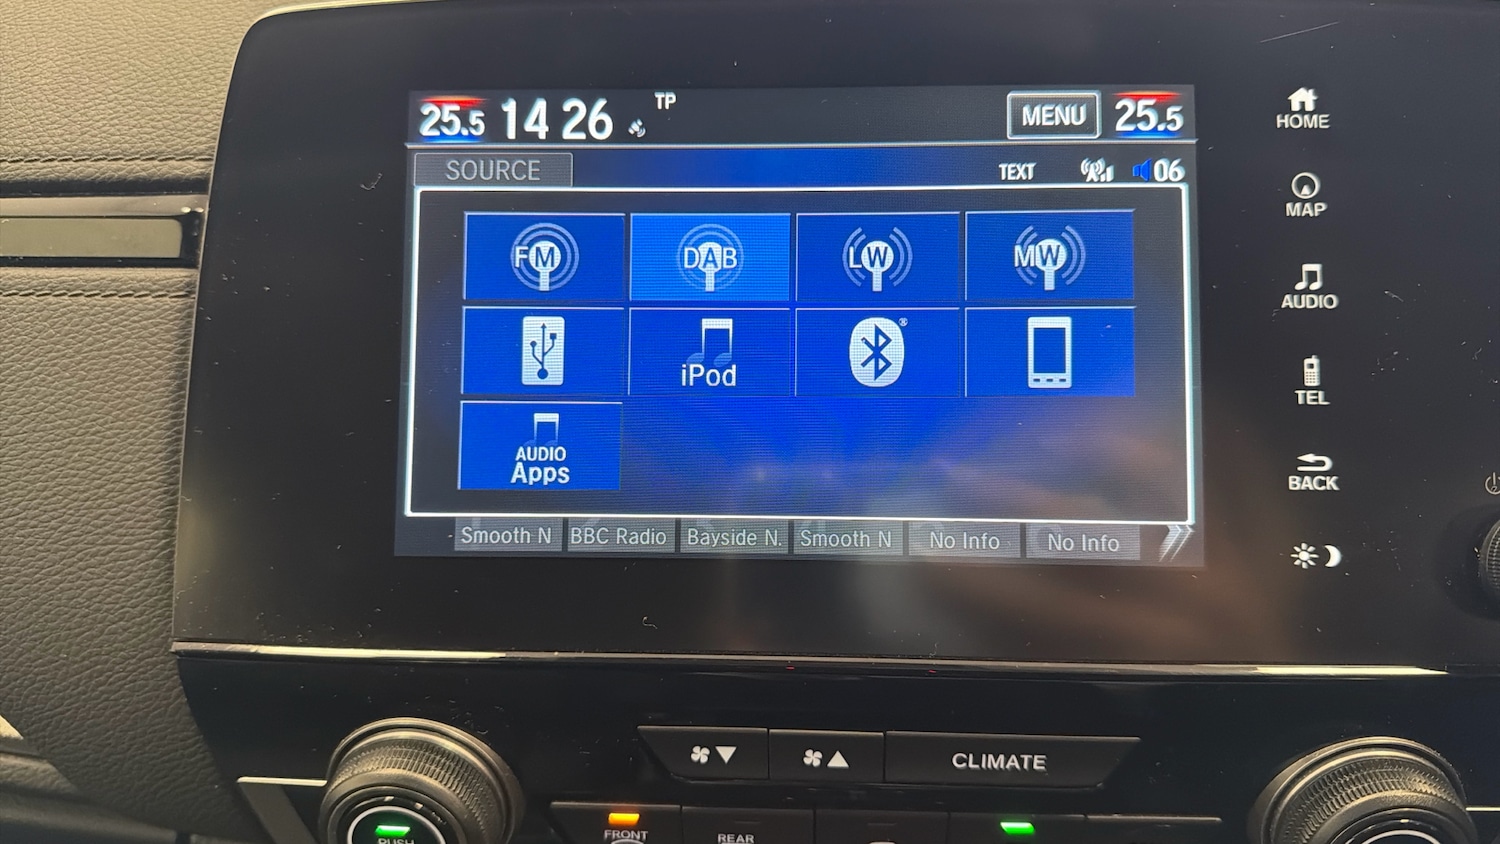 25.5 14 26 TP MENU 25.5
HOME
SOURCE TEXT 06
MAP
FM DAB LW MW
AUDIO
iPod ®
TEL
AUDIO
Apps
BACK
Smooth N BBC Radio Bayside N. Smooth N No Info No Info
CLIMATE
FRONT
REAR
PUSH